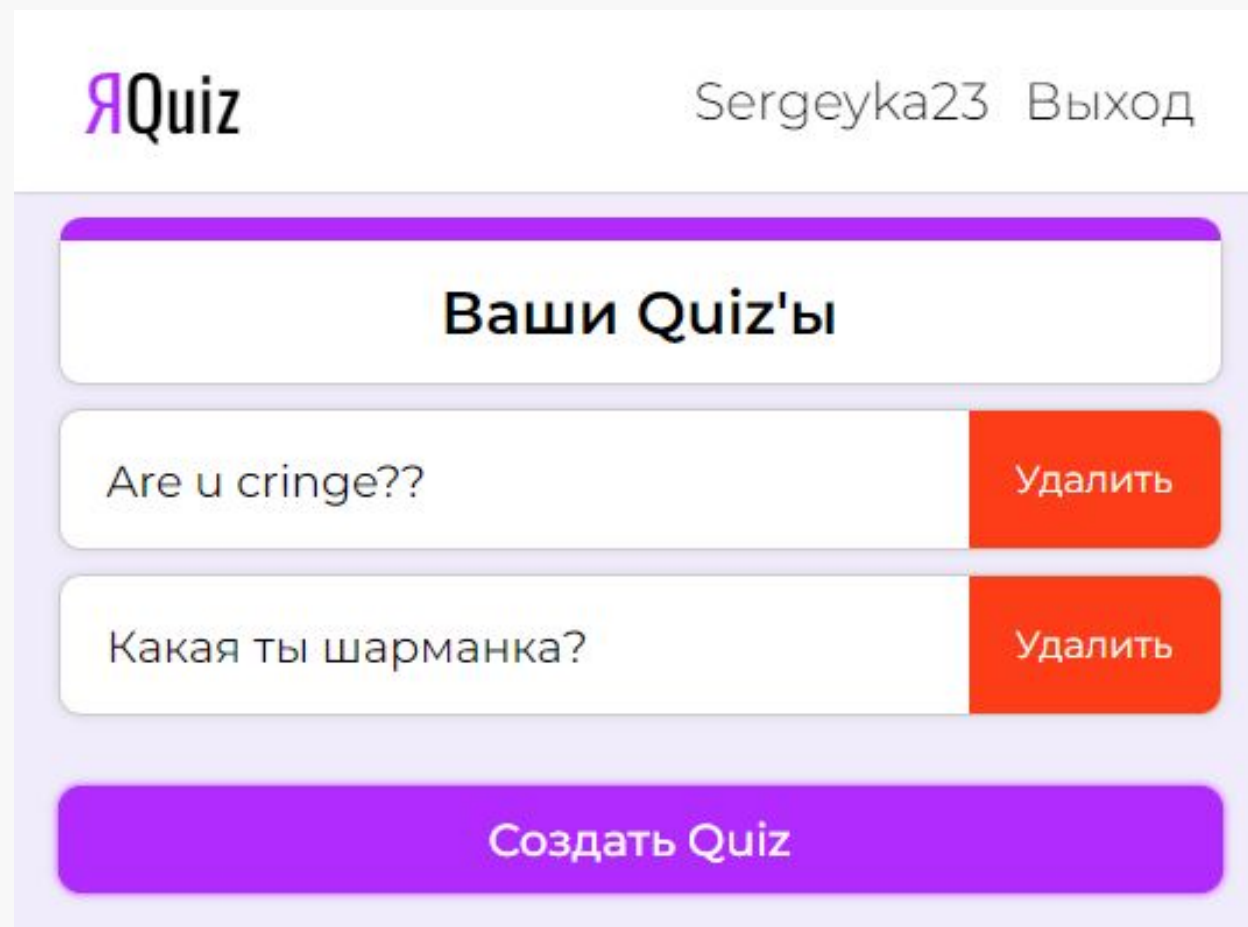 ЯQuiz
Sergeyka23 Выход
Ваши Quiz'ы
Are u cringe??
Удалить
Какая ты шарманка?
Удалить
Создать Quiz